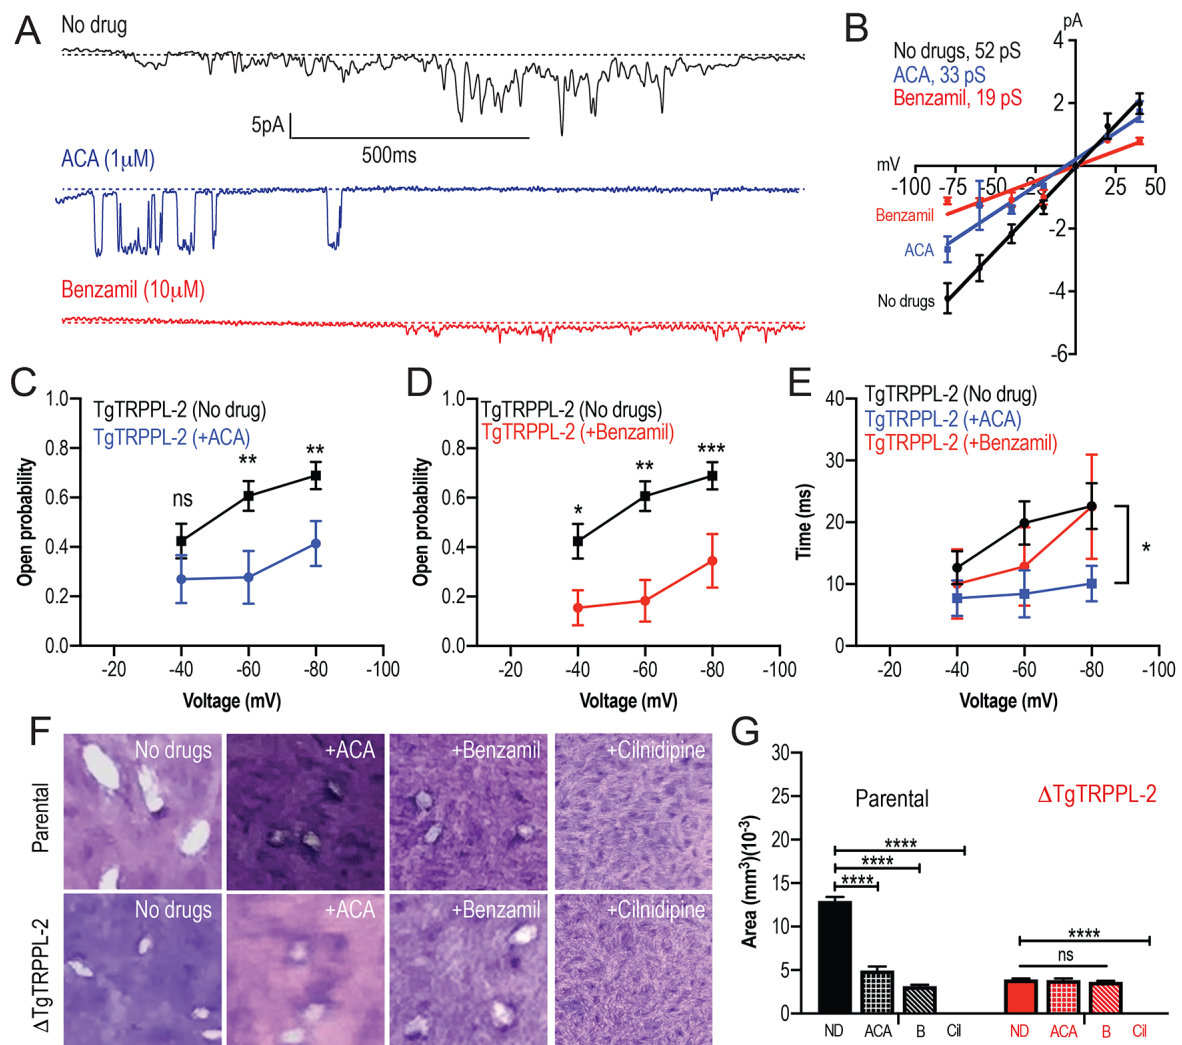 A
No drug
5pA
500ms
ACA (1μM)
Benzamil (10μM)
B
pA
No drugs, 52 pS
ACA, 33 pS
Benzamil, 19 pS
4
2
mV
-100 -75 -50 -25 25 50
-2
-4
-6
Benzamil
ACA
No drugs
C
TgTRPPL-2 (No drug)
TgTRPPL-2 (+ACA)
Open probability
1.0
0.8
0.6
0.4
0.2
0.0
ns
**
**
-20 -40 -60 -80 -100
Voltage (mV)
D
TgTRPPL-2 (No drugs)
TgTRPPL-2 (+Benzamil)
Open probability
1.0
0.8
0.6
0.4
0.2
0.0
*
**
***
-20 -40 -60 -80 -100
Voltage (mV)
E
TgTRPPL-2 (No drug)
TgTRPPL-2 (+ACA)
TgTRPPL-2 (+Benzamil)
Time (ms)
40
30
20
10
0
*
-20 -40 -60 -80 -100
Voltage (mV)
F
Parental
No drugs
+ACA
+Benzamil
+Cilnidipine
ΔTgTRPPL-2
No drugs
+ACA
+Benzamil
+Cilnidipine
G
Parental
ΔTgTRPPL-2
Area (mm³)(10⁻³)
30
25
20
15
10
5
0
****
****
****
****
ns
ND ACA B Cil
ND ACA B Cil